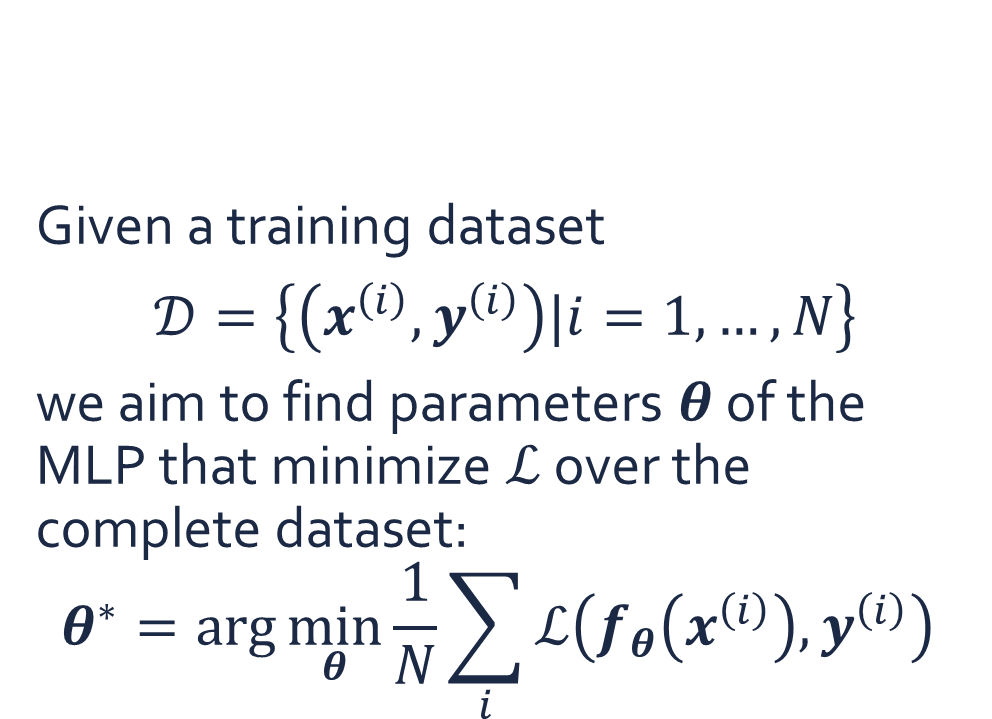 Given a training dataset
𝒟 = {(𝒙⁽ⁱ⁾, 𝒚⁽ⁱ⁾)|i = 1, … , N}
we aim to find parameters 𝜽 of the
MLP that minimize ℒ over the
complete dataset:
𝜽* = arg min_𝜽 1/N ∑_i ℒ(𝒇_𝜽(𝒙⁽ⁱ⁾), 𝒚⁽ⁱ⁾)